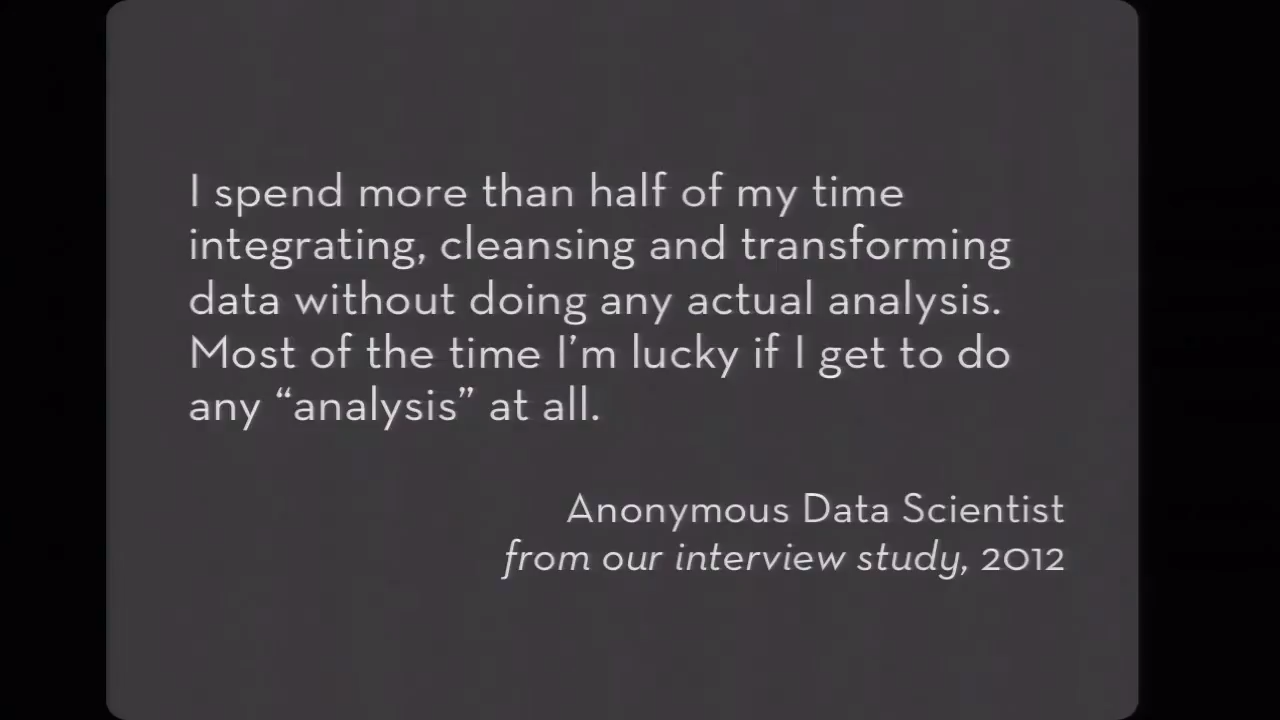 I spend more than half of my time
integrating, cleansing and transforming
data without doing any actual analysis.
Most of the time I’m lucky if I get to do
any “analysis” at all.
Anonymous Data Scientist
from our interview study, 2012